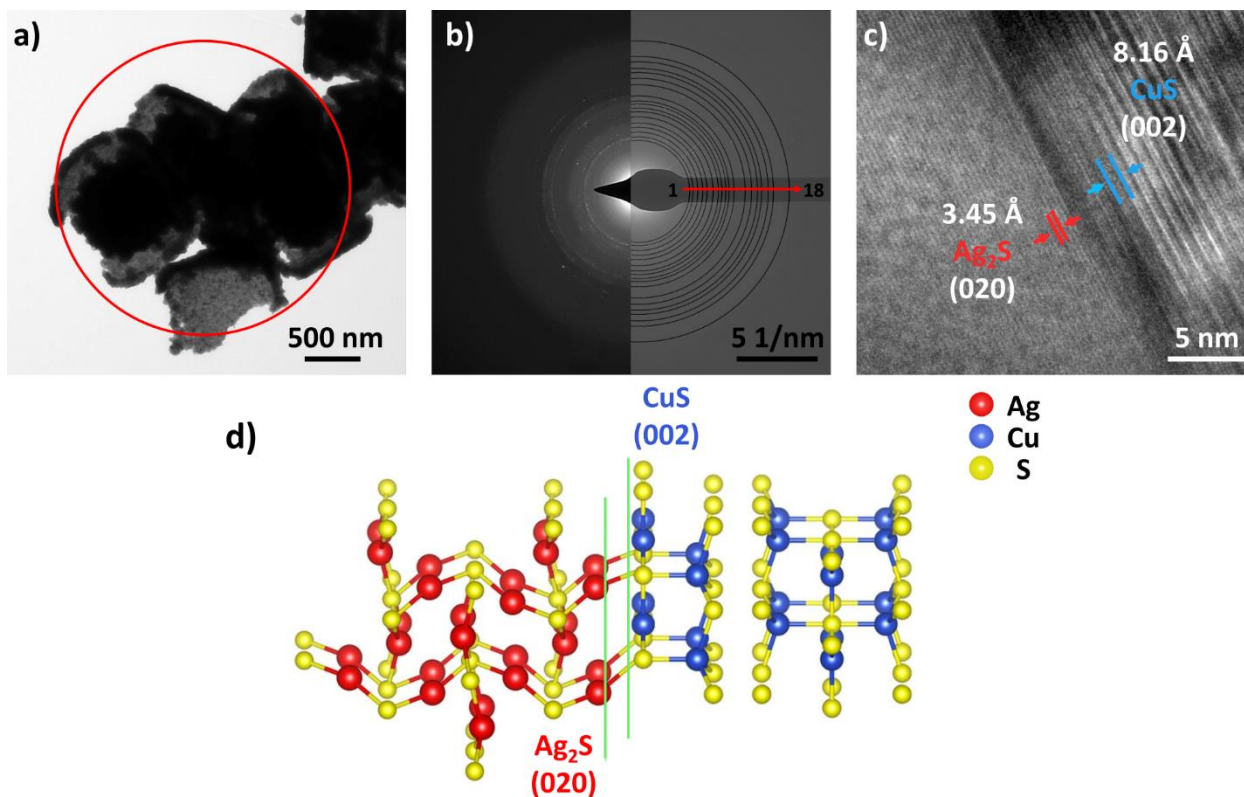 a)
500 nm
b)
1
18
5 1/nm
c)
8.16 Å
CuS
(002)
3.45 Å
Ag₂S
(020)
5 nm
d)
CuS
(002)
Ag
Cu
S
Ag₂S
(020)